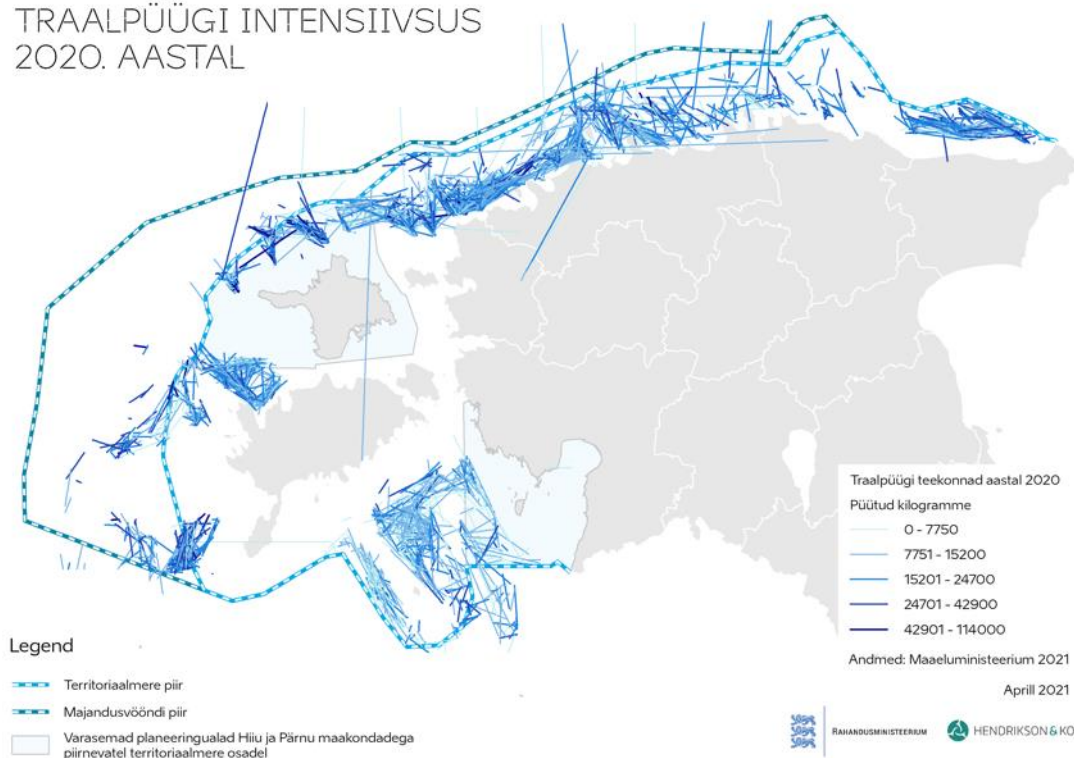 TRAALPÜÜGI INTENSIIVSUS
2020. AASTAL
Traalpüügi teekonnad aastal 2020
Püütud kilogramme
0 - 7750
7751 - 15200
15201 - 24700
24701 - 42900
42901 - 114000
Andmed: Maaeluministeerium 2021
Aprill 2021
Legend
Territoriaalmere piir
Majandusvööndi piir
Varasemad planeeringualad Hiiu ja Pärnu maakondadega
piirnevatel territoriaalmere osadel
RAHANDUSMINISTEERIUM
HENDRIKSON & KO